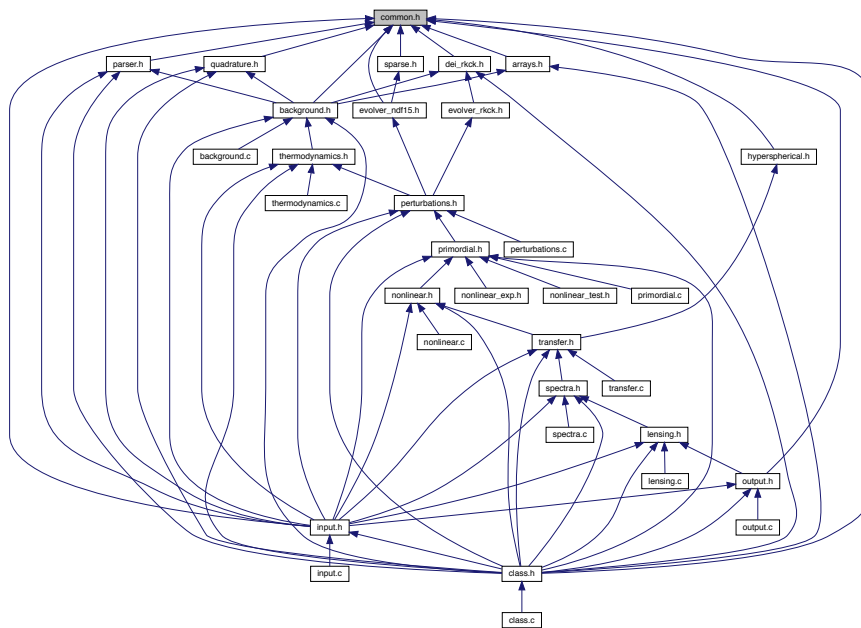 common.h
parser.h
quadrature.h
sparse.h
dei_rkck.h
arrays.h
background.h
evolver_ndf15.h
evolver_rkck.h
background.c
thermodynamics.h
hyperspherical.h
thermodynamics.c
perturbations.h
primordial.h
perturbations.c
nonlinear.h
nonlinear_exp.h
nonlinear_test.h
primordial.c
nonlinear.c
transfer.h
spectra.h
transfer.c
spectra.c
lensing.h
lensing.c
output.h
input.h
output.c
input.c
class.h
class.c